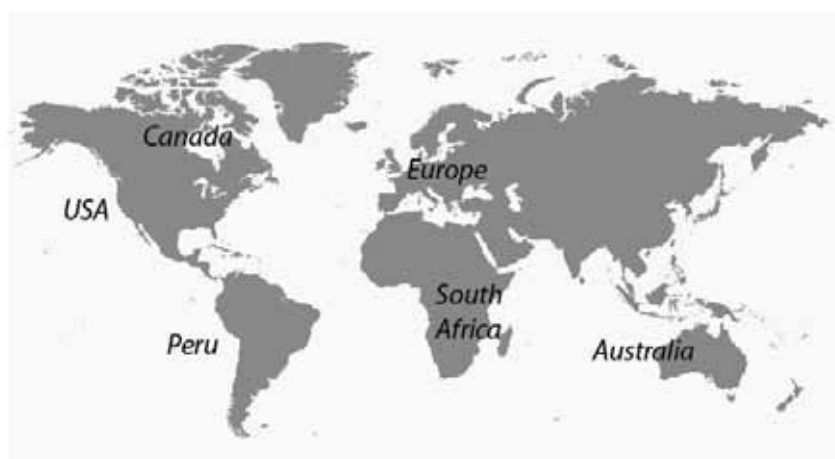 Canada
Europe
USA
South
Africa
Peru
Australia